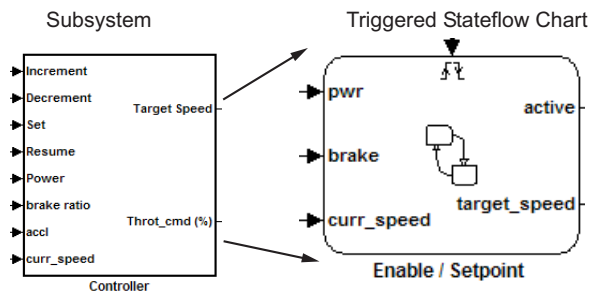 Subsystem
Triggered Stateflow Chart
Increment
Decrement
Set
Resume
Power
brake ratio
accl
curr_speed
Target Speed
Throt_cmd (%)
Controller
pwr
brake
curr_speed
active
target_speed
Enable / Setpoint